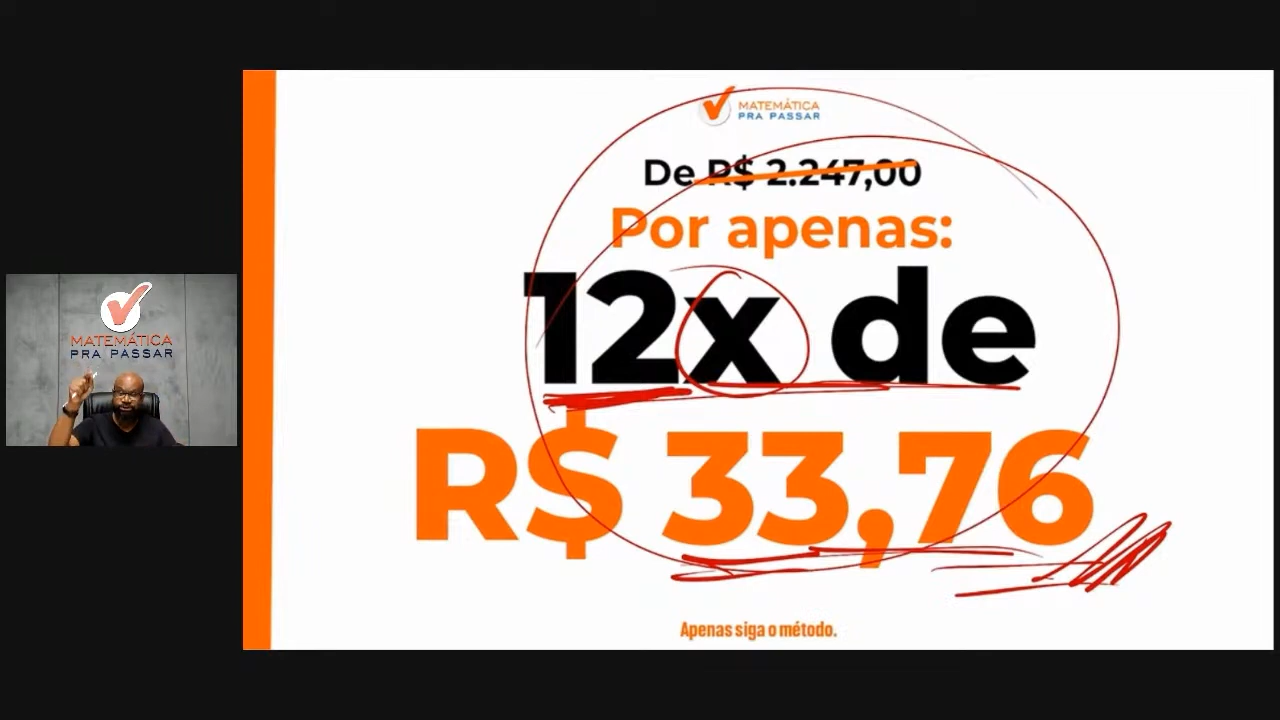 MATEMÁTICA
PRA PASSAR
MATEMÁTICA
PRA PASSAR
De R$ 2.247,00
Por apenas:
12x de
R$ 33,76
Apenas siga o método.